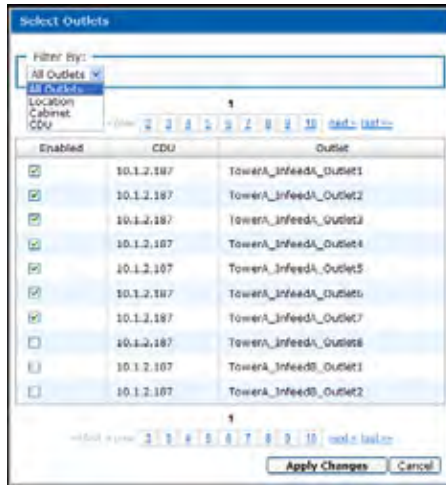 Select Outlets
Filter By:
All Outlets
All Outlets
Location
Cabinet
CDU
1
2 3 4 5 6 7 8 9 10 next > last >>
Enabled CDU Outlet
10.1.2.187 TowerA_InfeedA_Outlet1
10.1.2.187 TowerA_InfeedA_Outlet2
10.1.2.187 TowerA_InfeedA_Outlet3
10.1.2.187 TowerA_InfeedA_Outlet4
10.1.2.187 TowerA_InfeedA_Outlet5
10.1.2.187 TowerA_InfeedA_Outlet6
10.1.2.187 TowerA_InfeedA_Outlet7
10.1.2.187 TowerA_InfeedA_Outlet8
10.1.2.187 TowerA_InfeedB_Outlet1
10.1.2.187 TowerA_InfeedB_Outlet2
1
2 3 4 5 6 7 8 9 10 next > last >>
Apply Changes Cancel